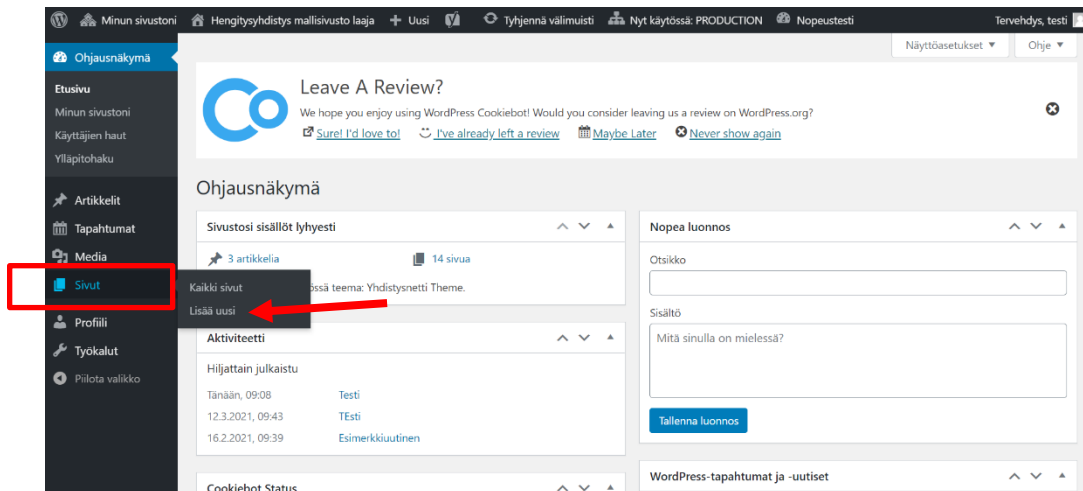 Minun sivustoni Hengitysyhdistys mallisivusto laaja + Uusi Tyhjennä välimuisti Nyt käytössä: PRODUCTION Nopeustesti Tervehdys, testi
Näyttöasetukset ▼ Ohje ▼
Ohjausnäkymä
Etusivu
Minun sivustoni
Käyttäjien haut
Ylläpitohaku
Artikkelit
Tapahtumat
Media
Sivut
Kaikki sivut
Lisää uusi
Profiili
Työkalut
Piilota valikko
Leave A Review?
We hope you enjoy using WordPress Cookiebot! Would you consider leaving us a review on WordPress.org?
Sure! I'd love to! I've already left a review Maybe Later Never show again
Ohjausnäkymä
Sivustosi sisällöt lyhyesti
3 artikkelia 14 sivua
teema: Yhdistysnetti Theme.
Aktiviteetti
Hiljattain julkaistu
Tänään, 09:08 Testi
12.3.2021, 09:43 TEsti
16.2.2021, 09:39 Esimerkkiuutinen
Cookiebot Status
Nopea luonnos
Otsikko
Sisältö
Mitä sinulla on mielessä?
Tallenna luonnos
WordPress-tapahtumat ja -uutiset